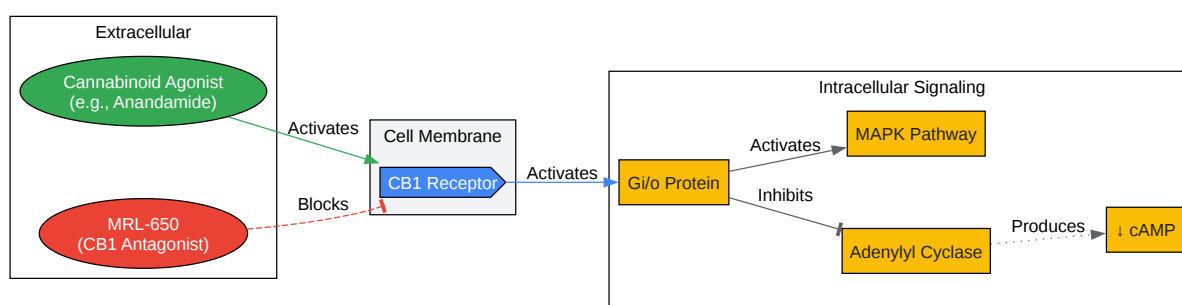 Extracellular
Cannabinoid Agonist
(e.g., Anandamide)
Activates
MRL-650
(CB1 Antagonist)
Blocks
Cell Membrane
CB1 Receptor
Activates
Intracellular Signaling
Gi/o Protein
Activates
MAPK Pathway
Inhibits
Adenylyl Cyclase
Produces
↓ cAMP